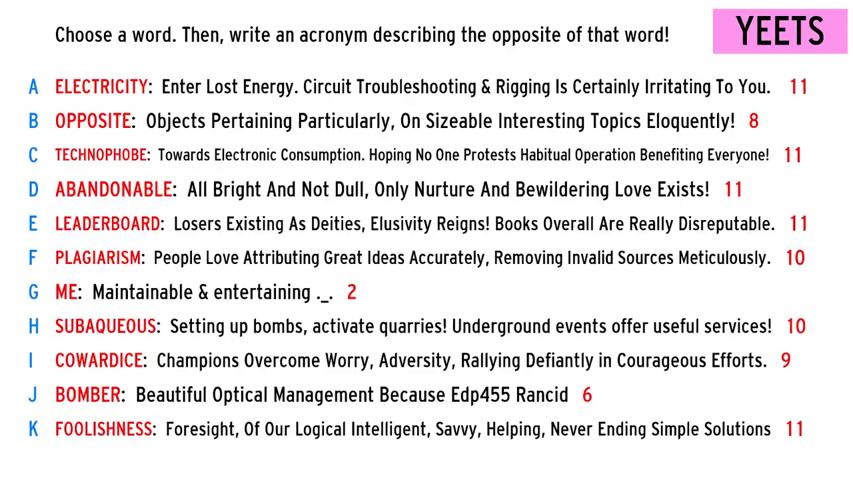 Choose a word. Then, write an acronym describing the opposite of that word!
YEETS
A ELECTRICITY: Enter Lost Energy. Circuit Troubleshooting & Rigging Is Certainly Irritating To You. 11
B OPPOSITE: Objects Pertaining Particularly, On Sizeable Interesting Topics Eloquently! 8
C TECHNOPHOBE: Towards Electronic Consumption. Hoping No One Protests Habitual Operation Benefiting Everyone! 11
D ABANDONABLE: All Bright And Not Dull, Only Nurture And Bewildering Love Exists! 11
E LEADERBOARD: Losers Existing As Deities, Elusivity Reigns! Books Overall Are Really Disreputable. 11
F PLAGIARISM: People Love Attributing Great Ideas Accurately, Removing Invalid Sources Meticulously. 10
G ME: Maintainable & entertaining ._. 2
H SUBAQUEOUS: Setting up bombs, activate quarries! Underground events offer useful services! 10
I COWARDICE: Champions Overcome Worry, Adversity, Rallying Defiantly in Courageous Efforts. 9
J BOMBER: Beautiful Optical Management Because Edp455 Rancid 6
K FOOLISHNESS: Foresight, Of Our Logical Intelligent, Savvy, Helping, Never Ending Simple Solutions 11